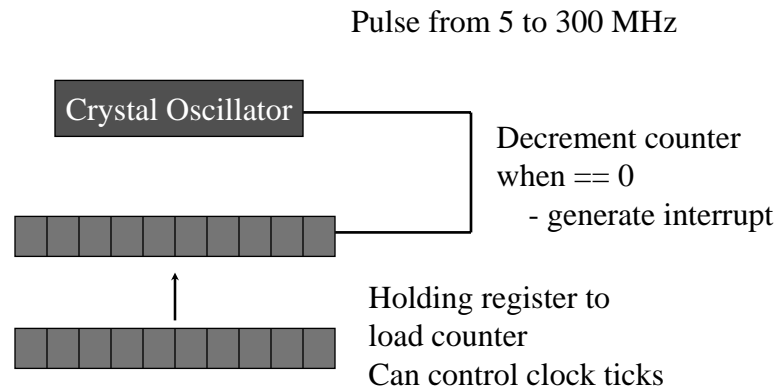 Pulse from 5 to 300 MHz
Crystal Oscillator
Decrement counter
when == 0
- generate interrupt
Holding register to
load counter
Can control clock ticks